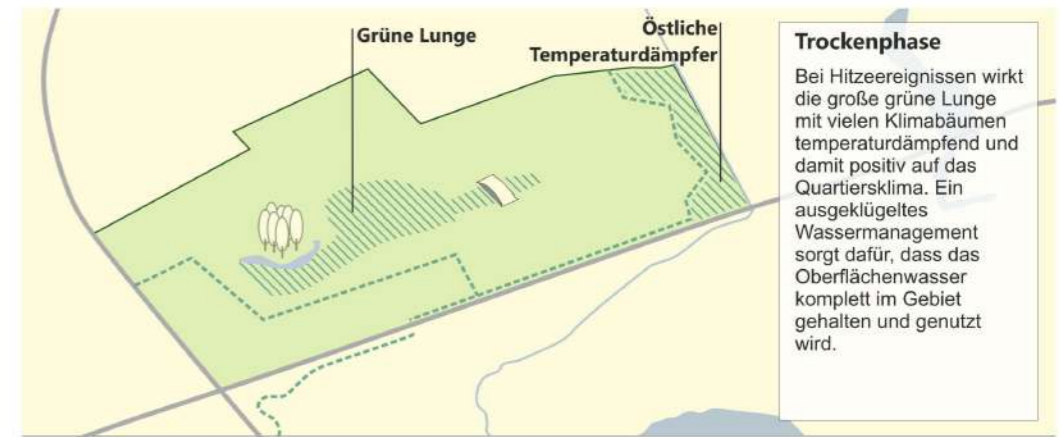 Grüne Lunge
Östliche
Temperaturdämpfer
Trockenphase
Bei Hitzeereignissen wirkt
die große grüne Lunge
mit vielen Klimabäumen
temperaturdämpfend und
damit positiv auf das
Quartiersklima. Ein
ausgeklügeltes
Wassermanagement
sorgt dafür, dass das
Oberflächenwasser
komplett im Gebiet
gehalten und genutzt
wird.